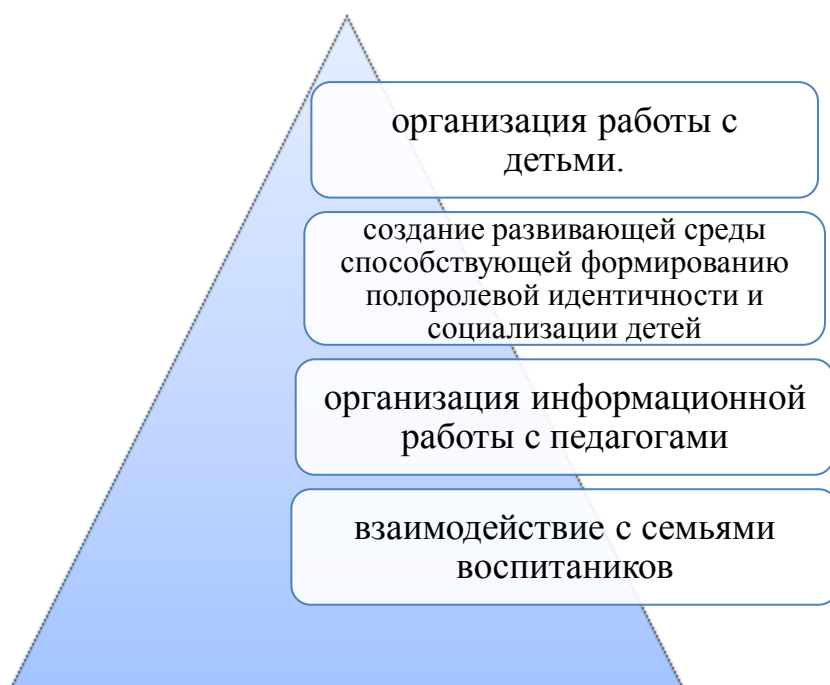 организация работы с
детьми.
создание развивающей среды
способствующей формированию
полоролевой идентичности и
социализации детей
организация информационной
работы с педагогами
взаимодействие с семьями
воспитаников